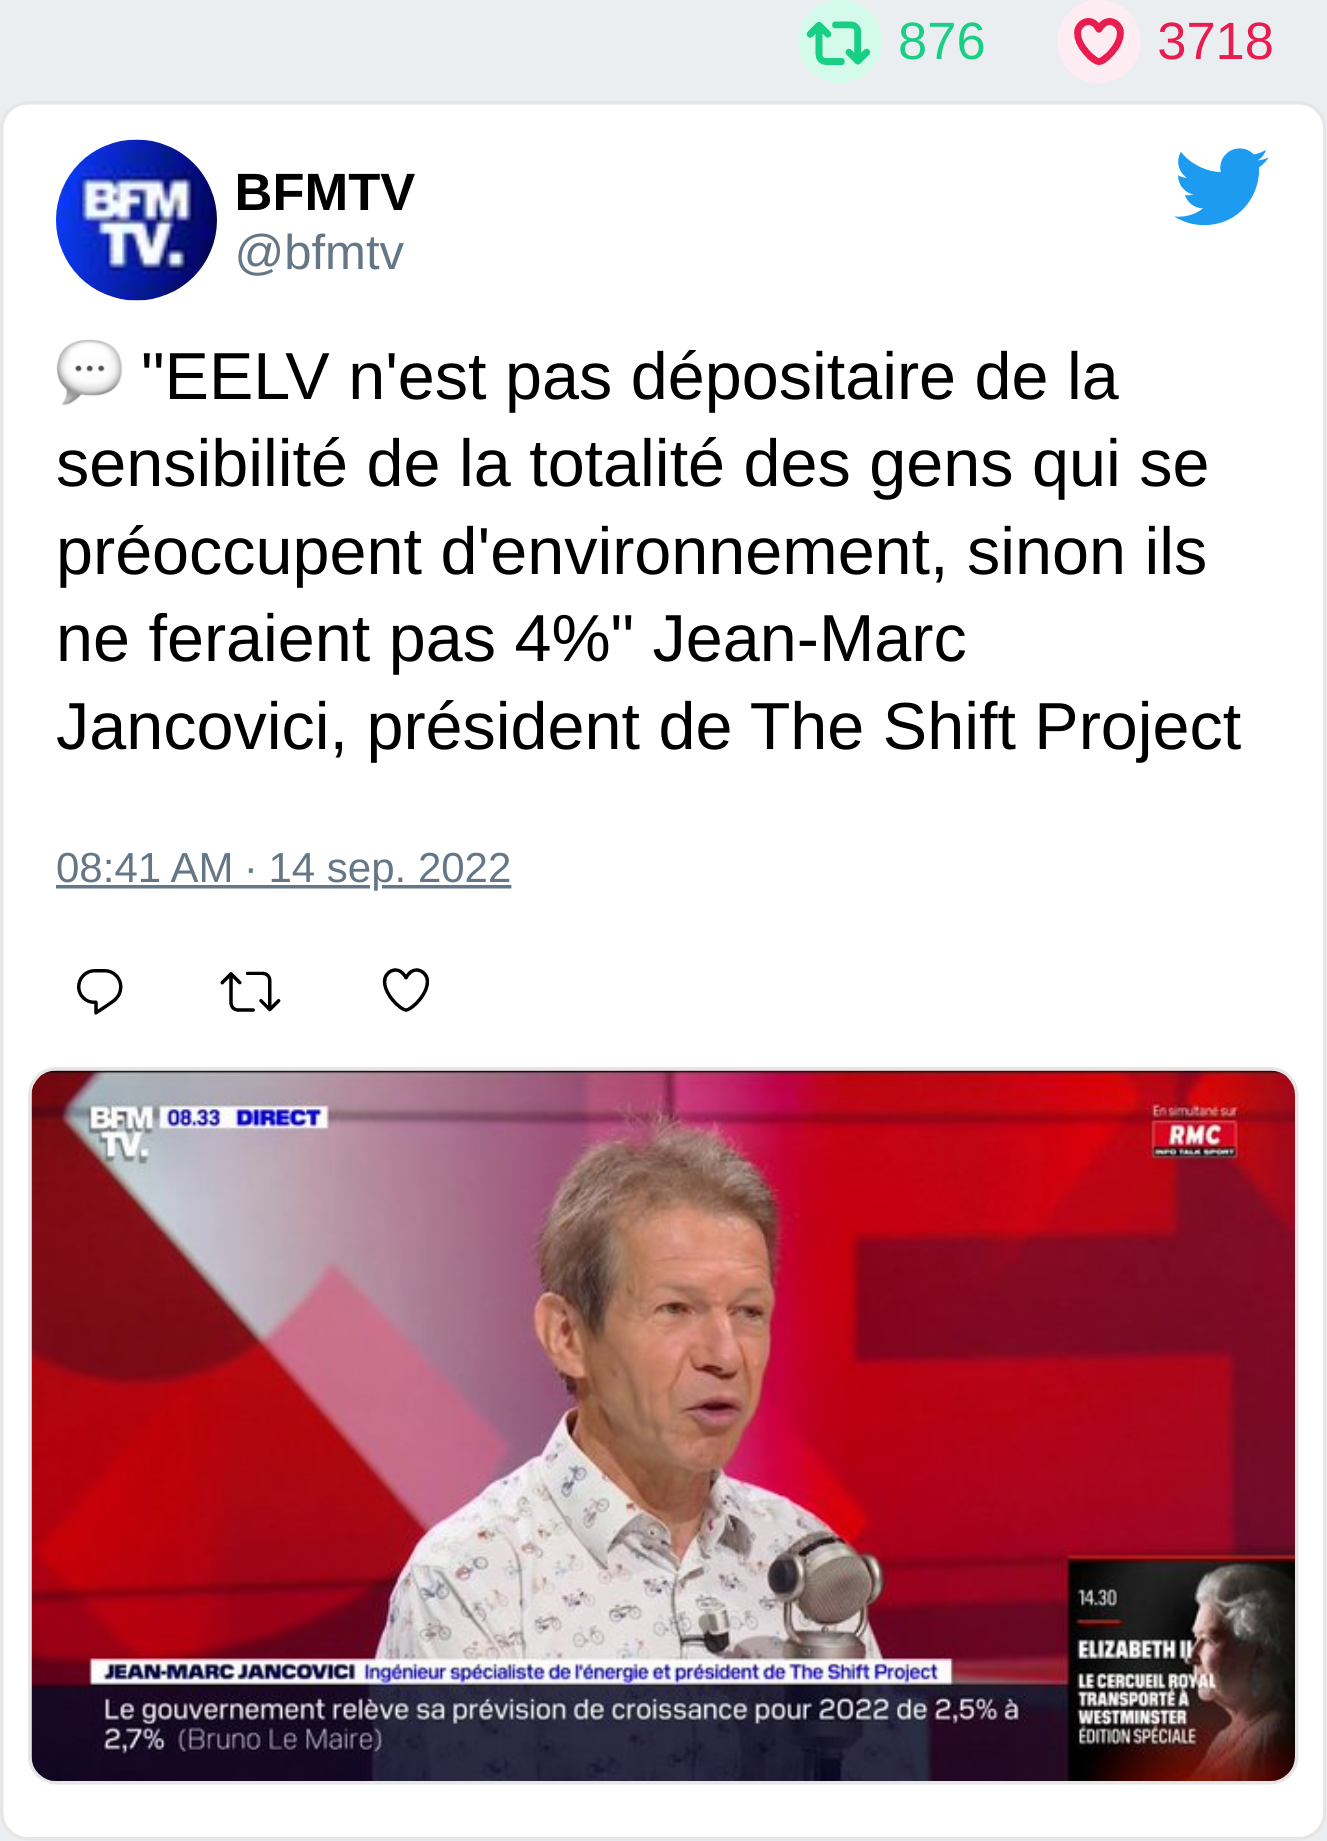 876 3718
BFM
TV.
BFMTV
@bfmtv
💬 "EELV n'est pas dépositaire de la
sensibilité de la totalité des gens qui se
préoccupent d'environnement, sinon ils
ne feraient pas 4%" Jean-Marc
Jancovici, président de The Shift Project
08:41 AM · 14 sep. 2022
BFM
TV.
08.33 DIRECT
En simultané sur
RMC
INFO TALK SPORT
14.30
ELIZABETH II
LE CERCUEIL ROYAL
TRANSPORTÉ À
WESTMINSTER
ÉDITION SPÉCIALE
JEAN-MARC JANCOVICI Ingénieur spécialiste de l'énergie et président de The Shift Project
Le gouvernement relève sa prévision de croissance pour 2022 de 2,5% à
2,7% (Bruno Le Maire)